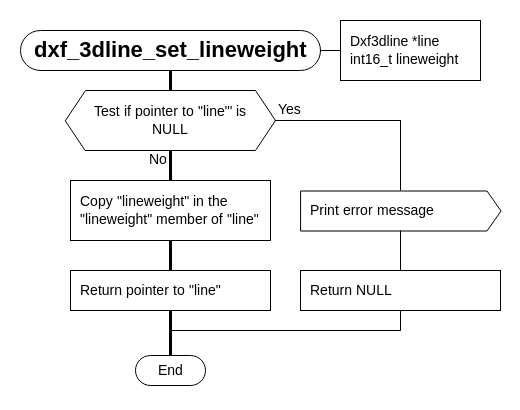 dxf_3dline_set_lineweight
Dxf3dline *line
int16_t lineweight
Test if pointer to "line"' is
NULL
Yes
No
Copy "lineweight" in the
"lineweight" member of "line"
Print error message
Return pointer to "line"
Return NULL
End